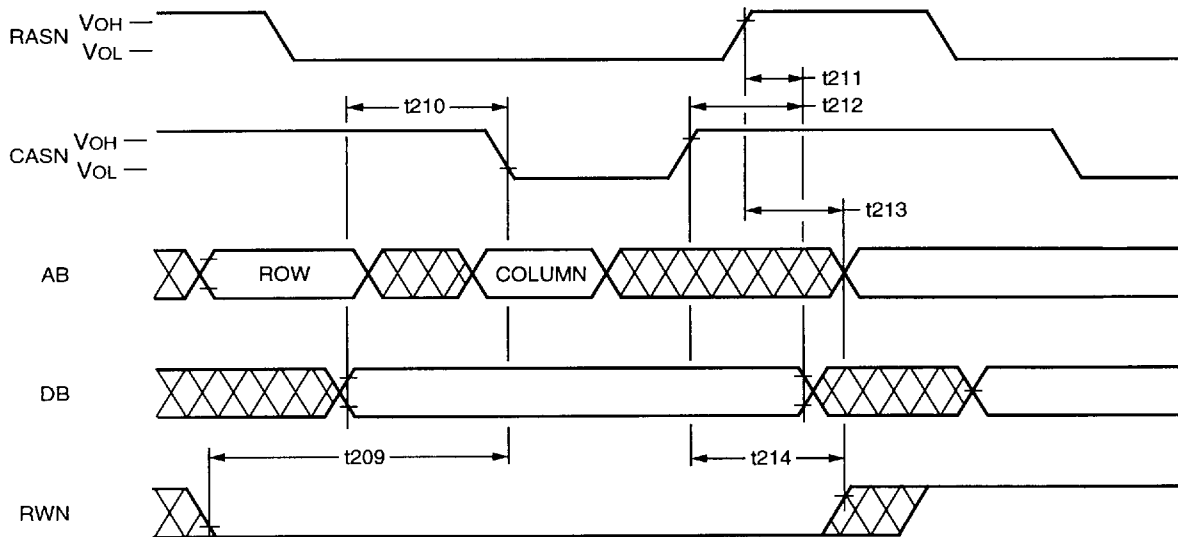 RASN
VOH
VOL
t211
t210
t212
CASN
VOH
VOL
t213
AB
ROW
COLUMN
DB
t209
t214
RWN